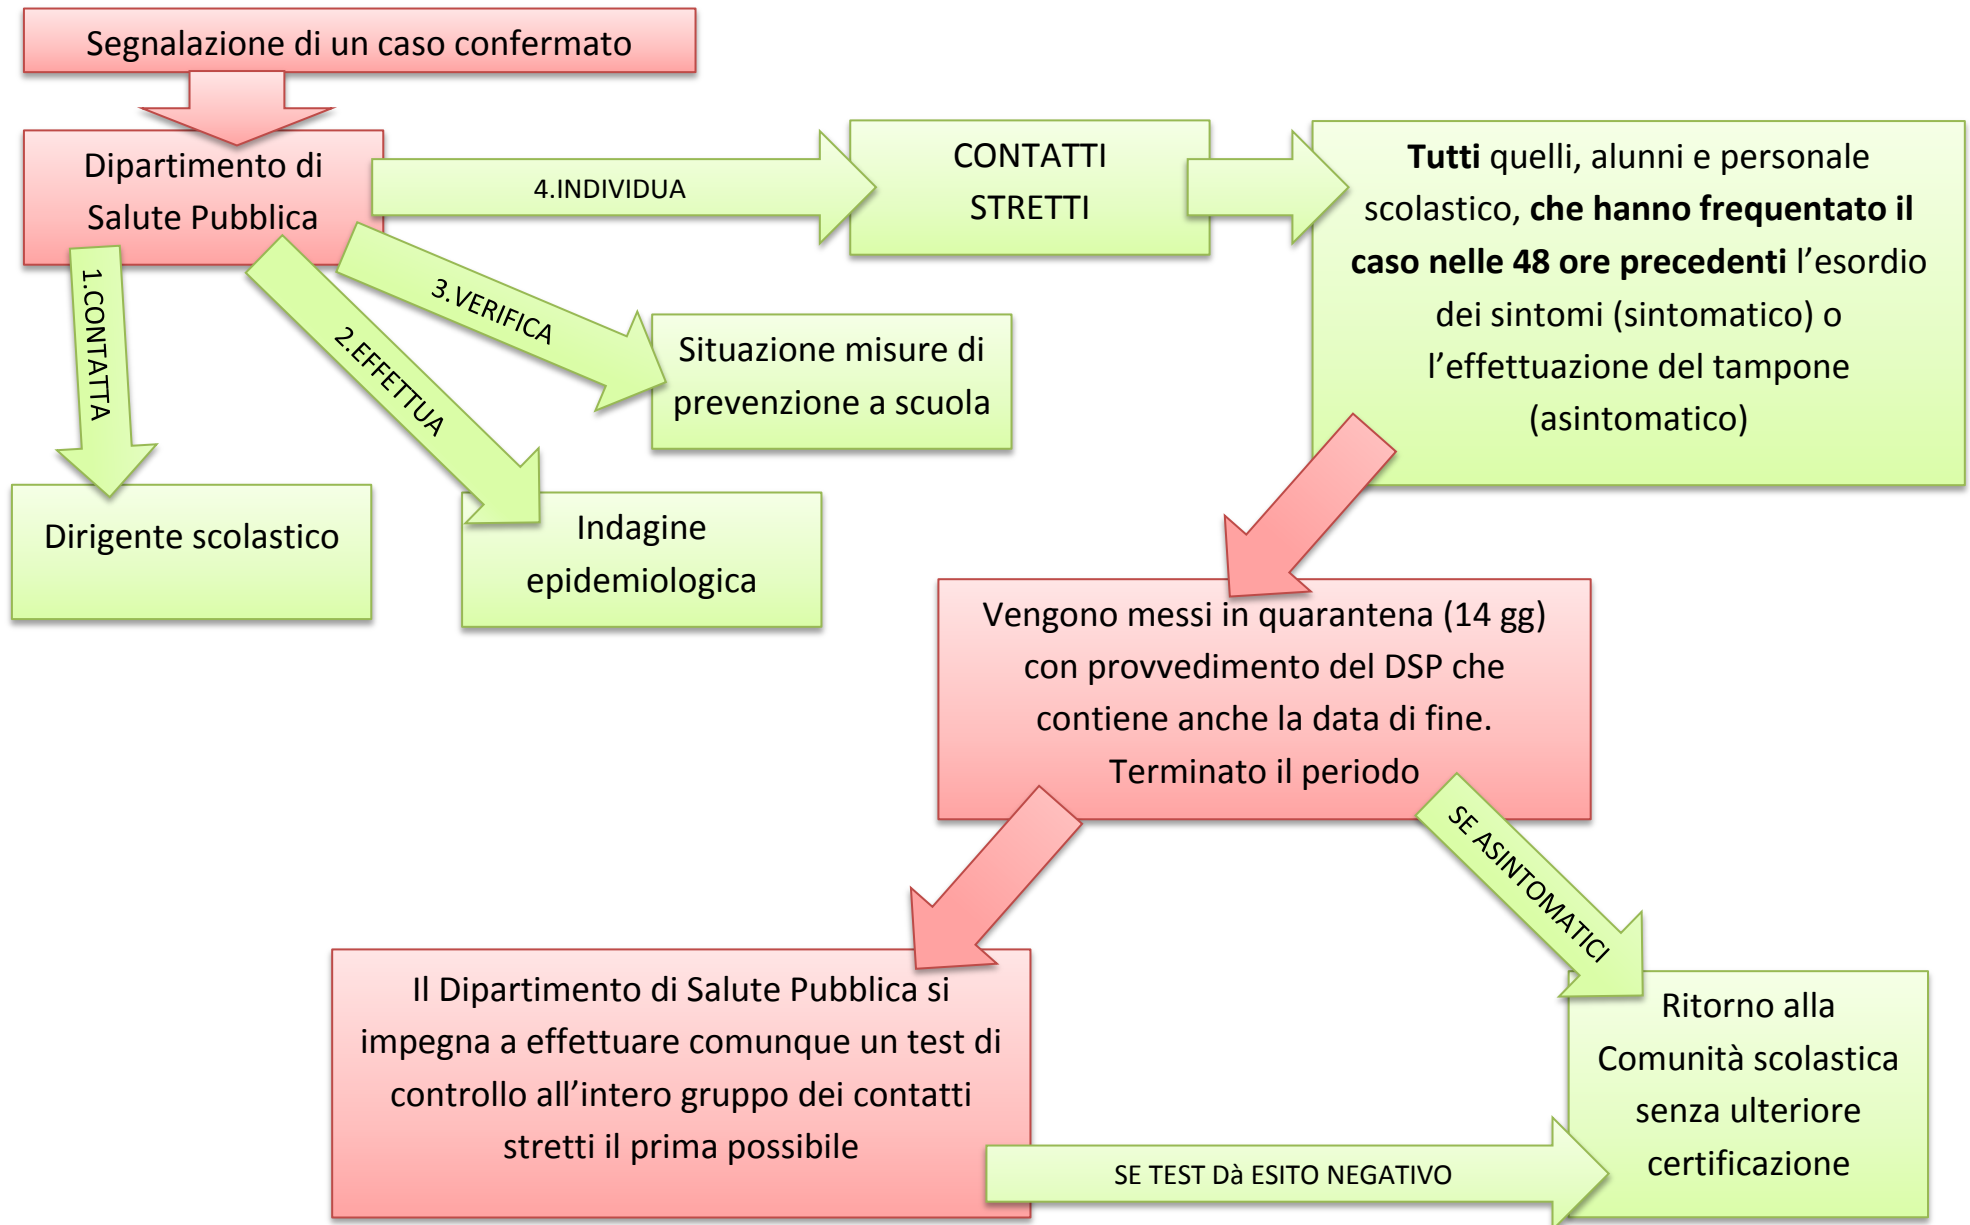 Segnalazione di un caso confermato
Dipartimento di
Salute Pubblica
4.INDIVIDUA
CONTATTI
STRETTI
Tutti quelli, alunni e personale
scolastico, che hanno frequentato il
caso nelle 48 ore precedenti l’esordio
dei sintomi (sintomatico) o
l’effettuazione del tampone
(asintomatico)
1.CONTATTA
2.EFFETTUA
3.VERIFICA
Situazione misure di
prevenzione a scuola
Dirigente scolastico
Indagine
epidemiologica
Vengono messi in quarantena (14 gg)
con provvedimento del DSP che
contiene anche la data di fine.
Terminato il periodo
SE ASINTOMATICI
Il Dipartimento di Salute Pubblica si
impegna a effettuare comunque un test di
controllo all’intero gruppo dei contatti
stretti il prima possibile
SE TEST Dà ESITO NEGATIVO
Ritorno alla
Comunità scolastica
senza ulteriore
certificazione